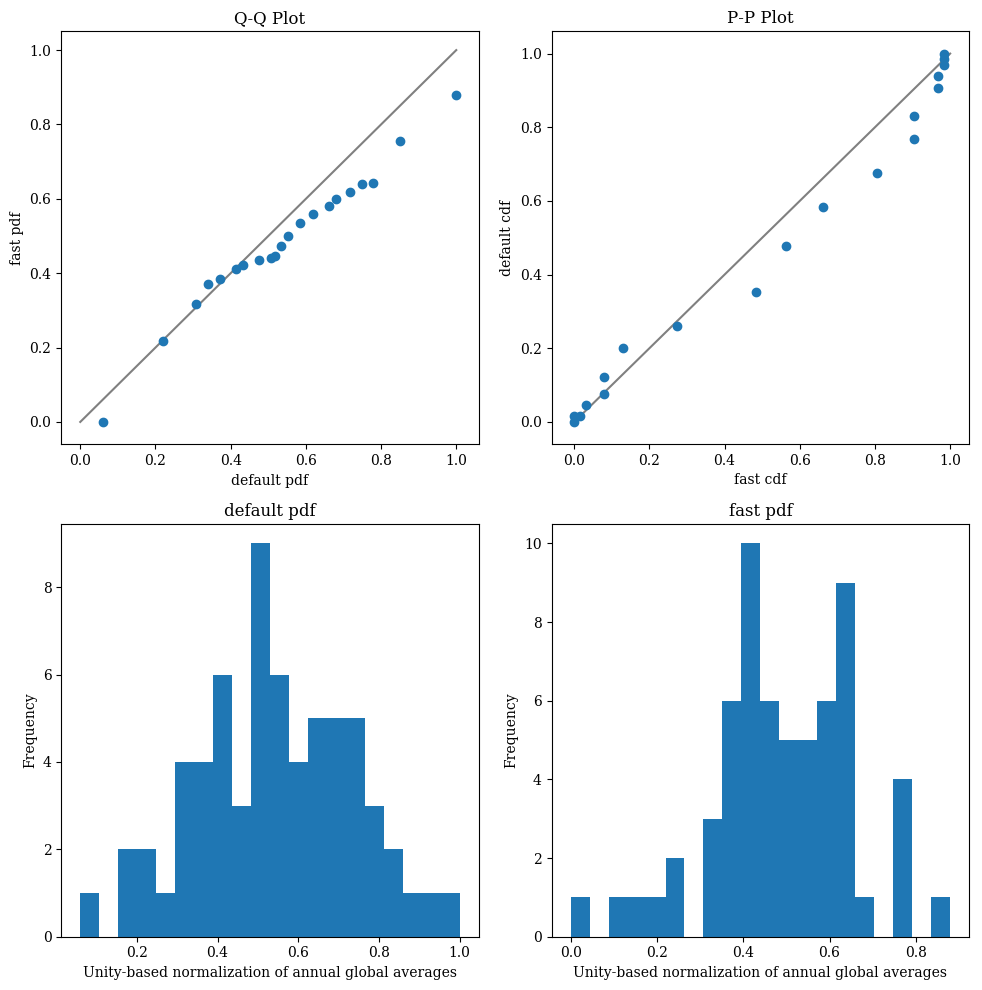 Q-Q Plot
1.0
0.8
0.6
0.4
0.2
0.0
fast pdf
0.0 0.2 0.4 0.6 0.8 1.0
default pdf
P-P Plot
1.0
0.8
0.6
0.4
0.2
0.0
default cdf
0.0 0.2 0.4 0.6 0.8 1.0
fast cdf
default pdf
8
6
4
2
0
Frequency
0.2 0.4 0.6 0.8 1.0
Unity-based normalization of annual global averages
fast pdf
10
8
6
4
2
0
Frequency
0.0 0.2 0.4 0.6 0.8
Unity-based normalization of annual global averages